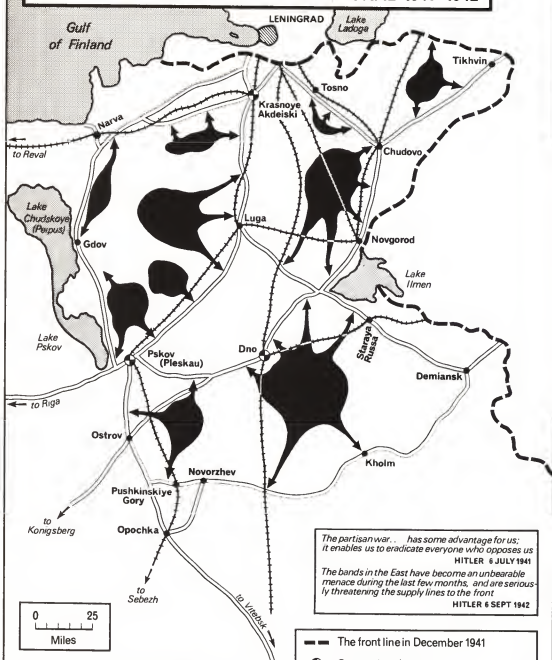 1941-1942
LENINGRAD
Lake
Ladoga
Gulf
of Finland
Tikhvin
Tosno
Krasnoye
Akdeiski
Narva
to Reval
Chudovo
Lake
Chudskoye
(Peipus)
Luga
Novgorod
Gdov
Lake
Ilmen
Lake
Pskov
Pskov
(Pleskau)
Dno
Staraya
Russa
Demiansk
to Riga
Ostrov
Kholm
Novorzhev
Pushkinskiye
Gory
to
Konigsberg
Opochka
to
Sebezh
to Vitebsk
The partisan war. . has some advantage for us;
it enables us to eradicate everyone who opposes us
HITLER 6 JULY 1941
The bands in the East have become an unbearable
menace during the last few months, and are serious-
ly threatening the supply lines to the front
HITLER 6 SEPT 1942
0 25
Miles
The front line in December 1941